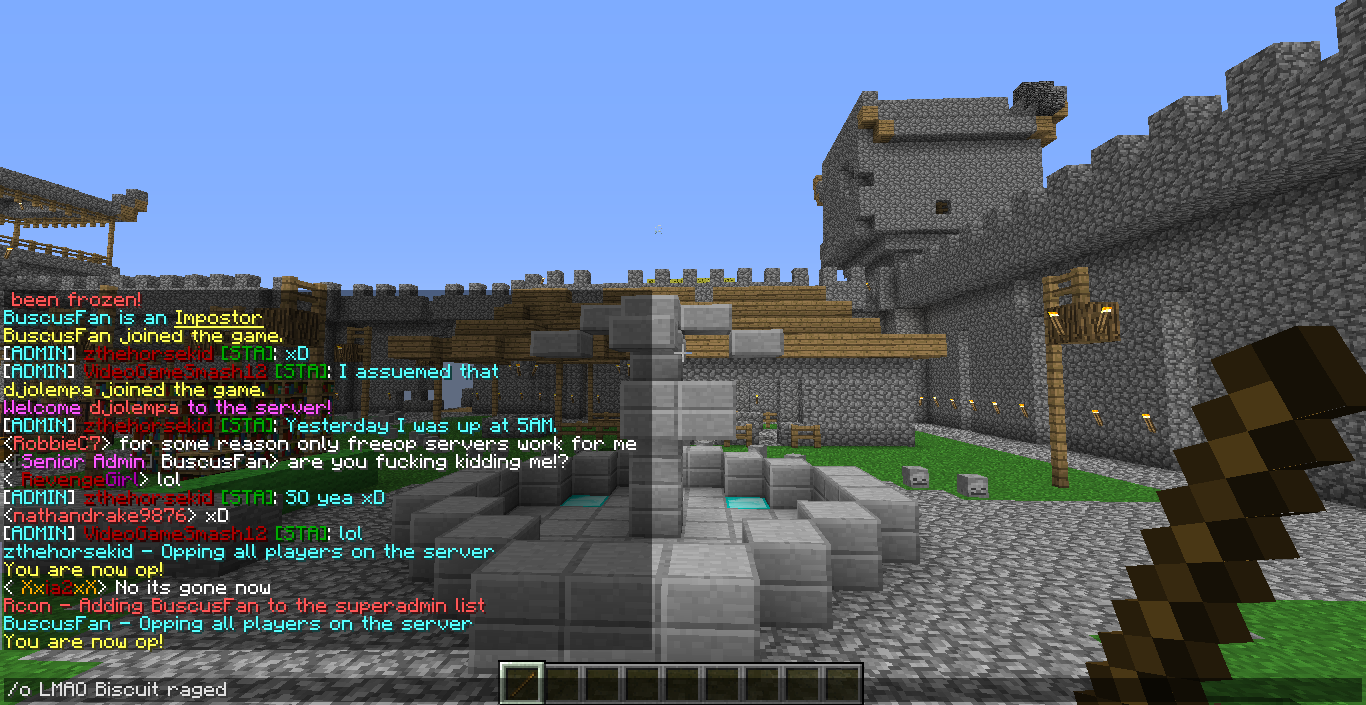 been frozen!
BuscusFan is an Impostor
BuscusFan joined the game.
[ADMIN] zthehorsekid [STA]: xD
[ADMIN] VideoGameSmash12 [STA]: I assuemed that
djolempa joined the game.
Welcome djolempa to the server!
[ADMIN] zthehorsekid [STA]: Yesterday I was up at 5AM.
<RobbieC7> for some reason only freeop servers work for me
<[Senior Admin] BuscusFan> are you fucking kidding me!?
< RevengeGirl> lol
[ADMIN] zthehorsekid [STA]: SO yea xD
<nathandrake9876> xD
[ADMIN] VideoGameSmash12 [STA]: lol
zthehorsekid - Opping all players on the server
You are now op!
< Xxia2xX> No its gone now
Rcon - Adding BuscusFan to the superadmin list
BuscusFan - Opping all players on the server
You are now op!
/o LMAO Biscuit raged